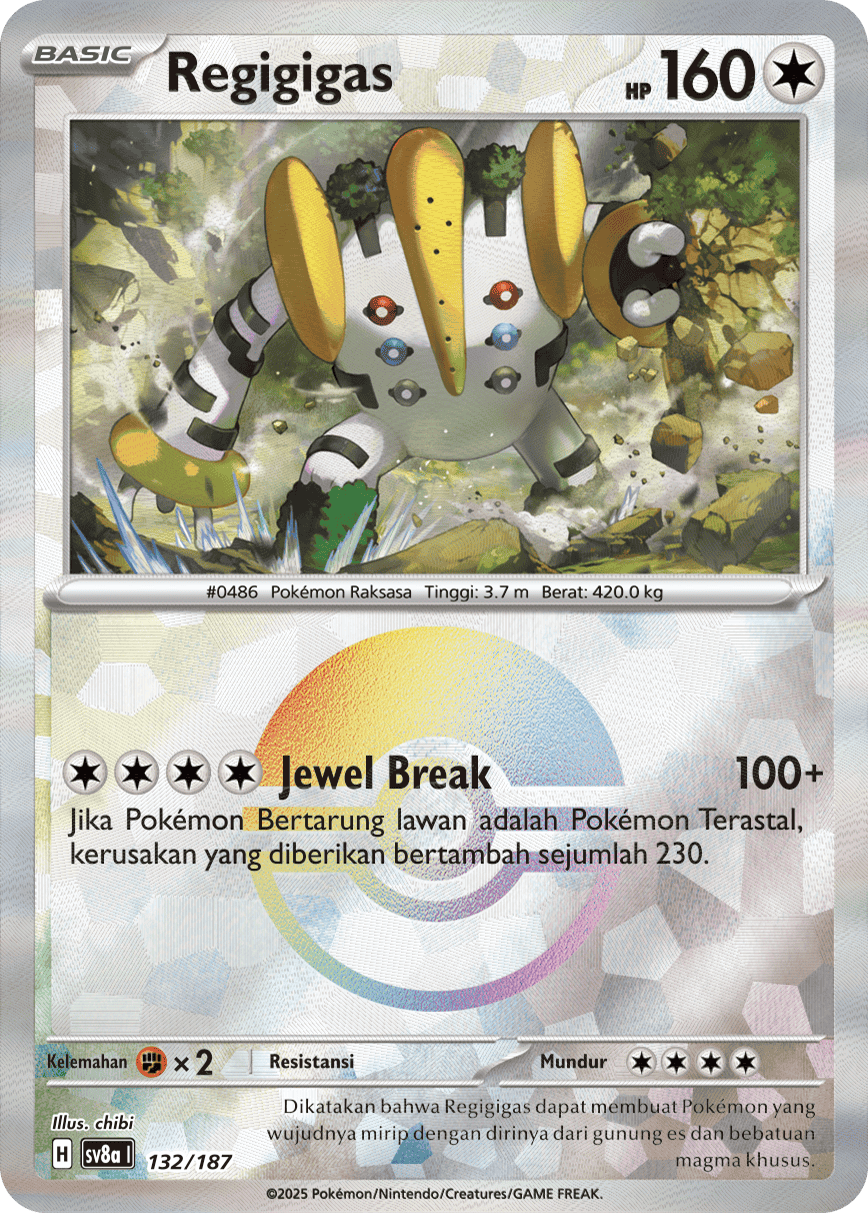 BASIC
Regigigas
HP 160
#0486 Pokémon Raksasa Tinggi: 3.7 m Berat: 420.0 kg
Jewel Break 100+
Jika Pokémon Bertarung lawan adalah Pokémon Terastal,
kerusakan yang diberikan bertambah sejumlah 230.
Kelemahan ×2 Resistansi Mundur
Illus. chibi
Dikatakan bahwa Regigigas dapat membuat Pokémon yang
wujudnya mirip dengan dirinya dari gunung es dan bebatuan
magma khusus.
H sv8a I 132/187
©2025 Pokémon/Nintendo/Creatures/GAME FREAK.